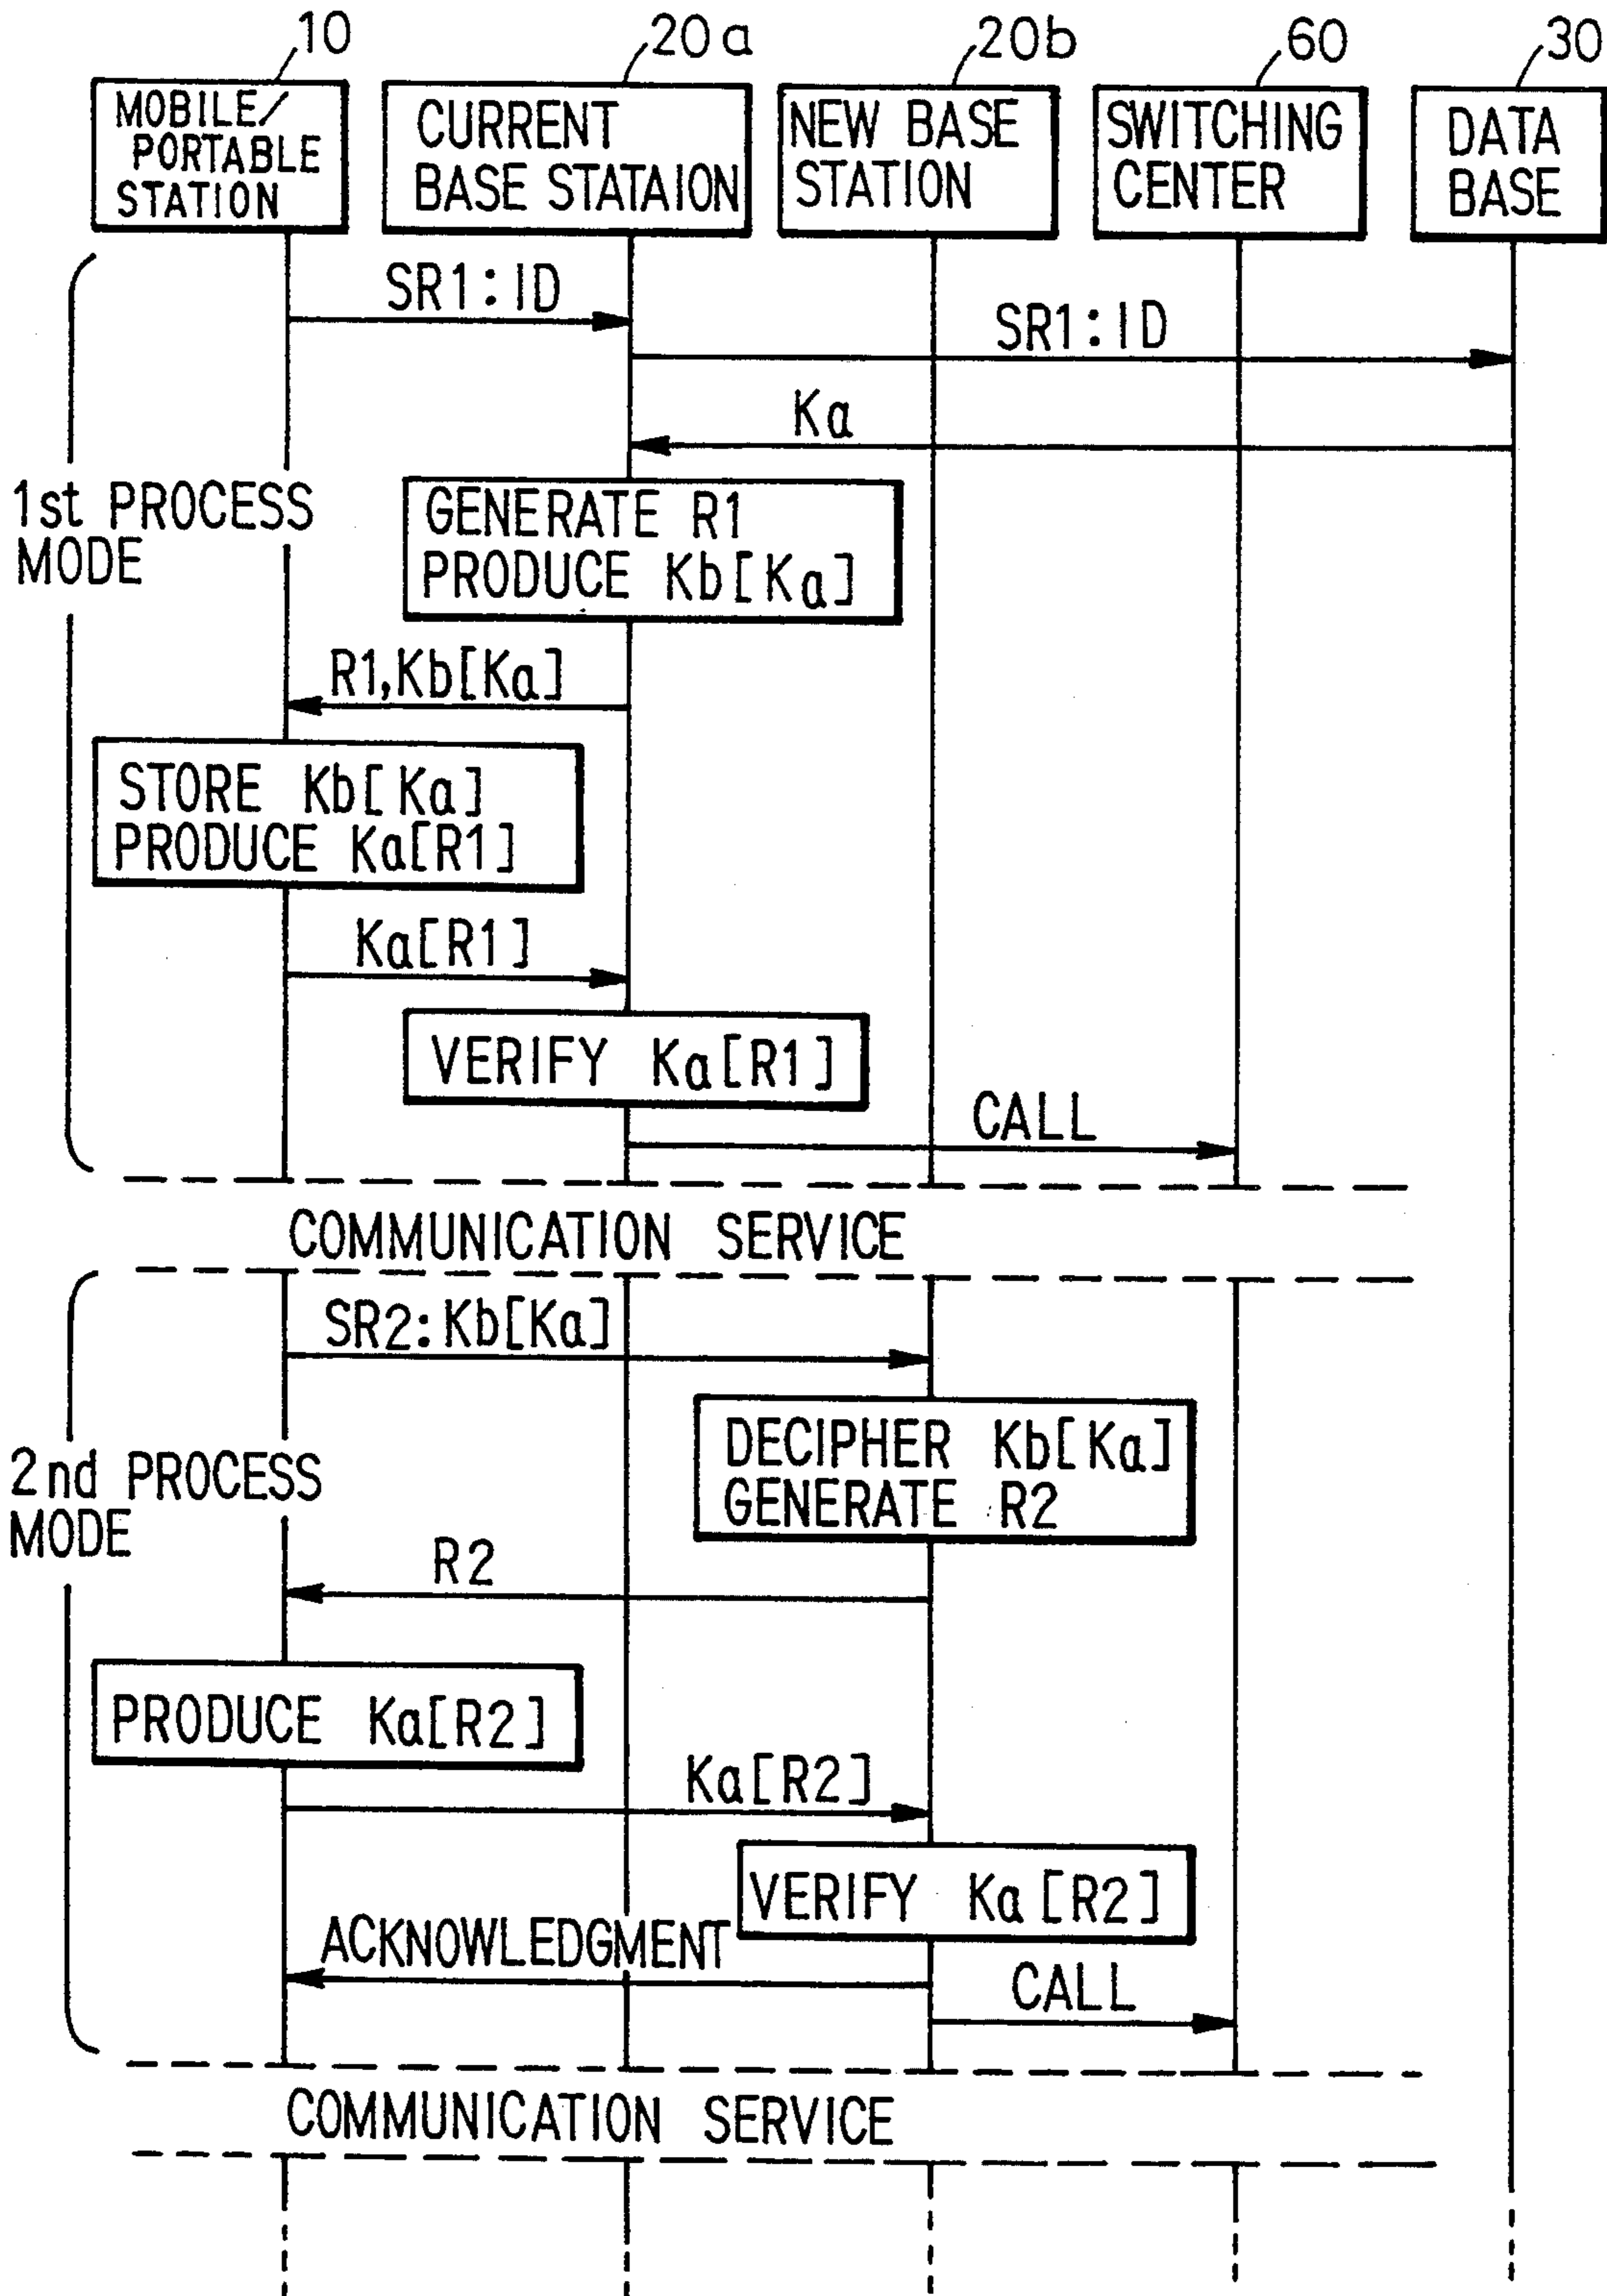 10
20a
20b
60
30
MOBILE/
PORTABLE
STATION
CURRENT
BASE STATAION
NEW BASE
STATION
SWITCHING
CENTER
DATA
BASE
SR1:ID
SR1:ID
Ka
1st PROCESS
MODE
GENERATE R1
PRODUCE Kb[Ka]
R1,Kb[Ka]
STORE Kb[Ka]
PRODUCE Ka[R1]
Ka[R1]
VERIFY Ka[R1]
CALL
COMMUNICATION SERVICE
SR2:Kb[Ka]
2nd PROCESS
MODE
DECIPHER Kb[Ka]
GENERATE R2
R2
PRODUCE Ka[R2]
Ka[R2]
VERIFY Ka[R2]
ACKNOWLEDGMENT
CALL
COMMUNICATION SERVICE